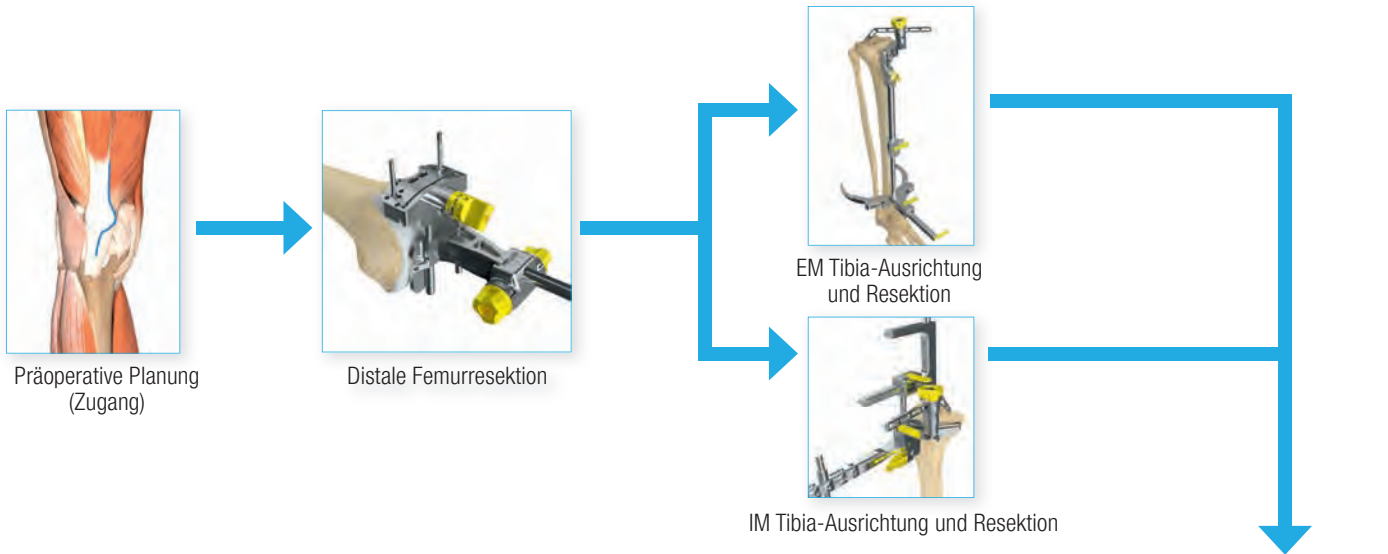 Präoperative Planung
(Zugang)
Distale Femurresektion
EM Tibia-Ausrichtung
und Resektion
IM Tibia-Ausrichtung und Resektion